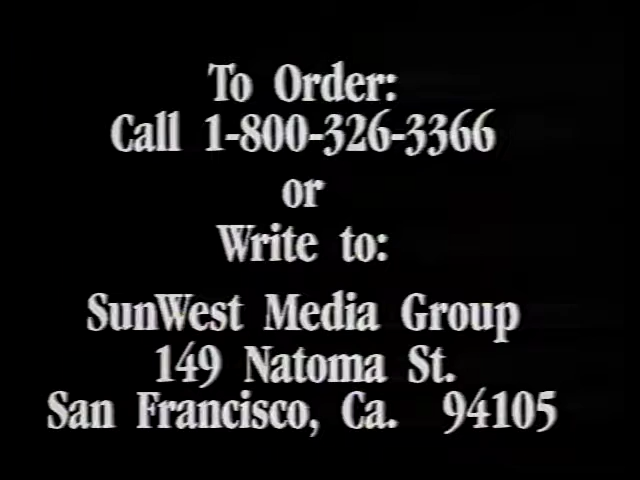 To Order:
Call 1-800-326-3366
or
Write to:
SunWest Media Group
149 Natoma St.
San Francisco, Ca. 94105